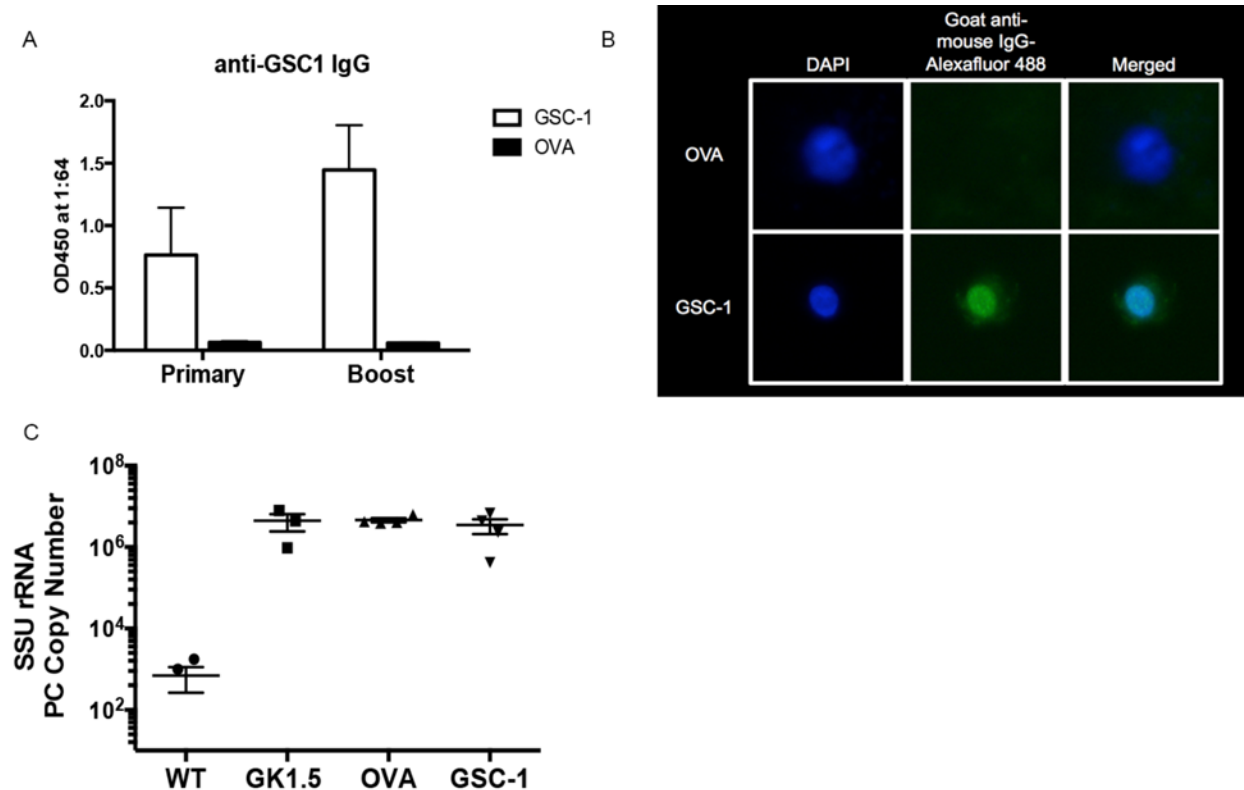 A
anti-GSC1 IgG
OD450 at 1:64
2.0
1.5
1.0
0.5
0.0
Primary
Boost
GSC-1
OVA
B
DAPI
Goat anti-
mouse IgG-
Alexafluor 488
Merged
OVA
GSC-1
C
SSU rRNA
PC Copy Number
10⁸
10⁶
10⁴
10²
WT
GK1.5
OVA
GSC-1